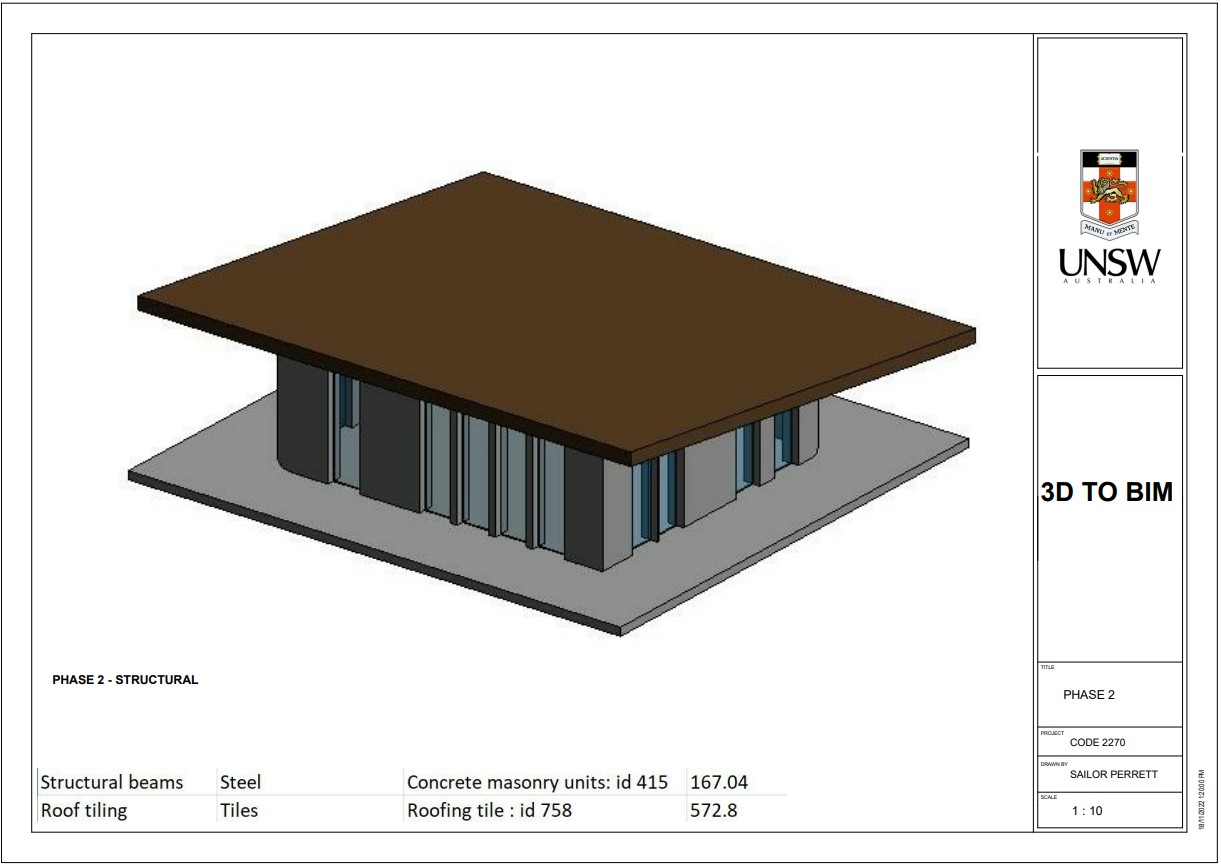 SCIENTIA
MANU ET MENTE
UNSW
AUSTRALIA
3D TO BIM
PHASE 2 - STRUCTURAL
Structural beams Steel Concrete masonry units: id 415 167.04
Roof tiling Tiles Roofing tile : id 758 572.8
TITLE
PHASE 2
PROJECT
CODE 2270
DRAWN BY
SAILOR PERRETT
SCALE
1 : 10
18/11/2022 1:20:00 PM